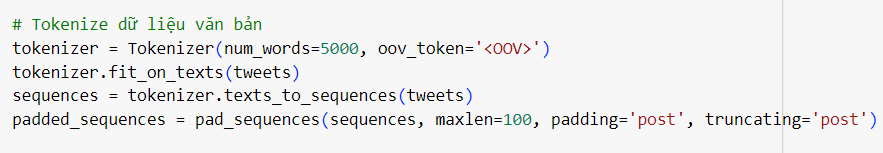 # Tokenize dữ liệu văn bản
tokenizer = Tokenizer(num_words=5000, oov_token='<OOV>')
tokenizer.fit_on_texts(tweets)
sequences = tokenizer.texts_to_sequences(tweets)
padded_sequences = pad_sequences(sequences, maxlen=100, padding='post', truncating='post')